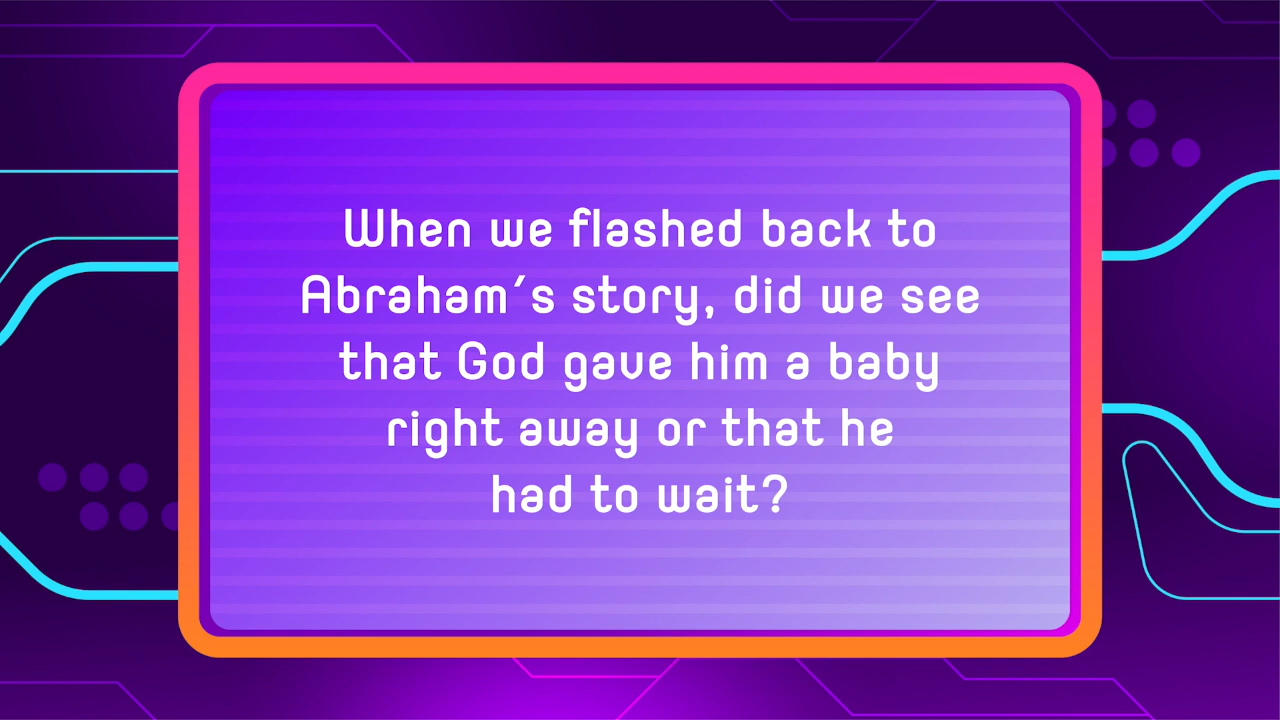 When we flashed back to
Abraham's story, did we see
that God gave him a baby
right away or that he
had to wait?